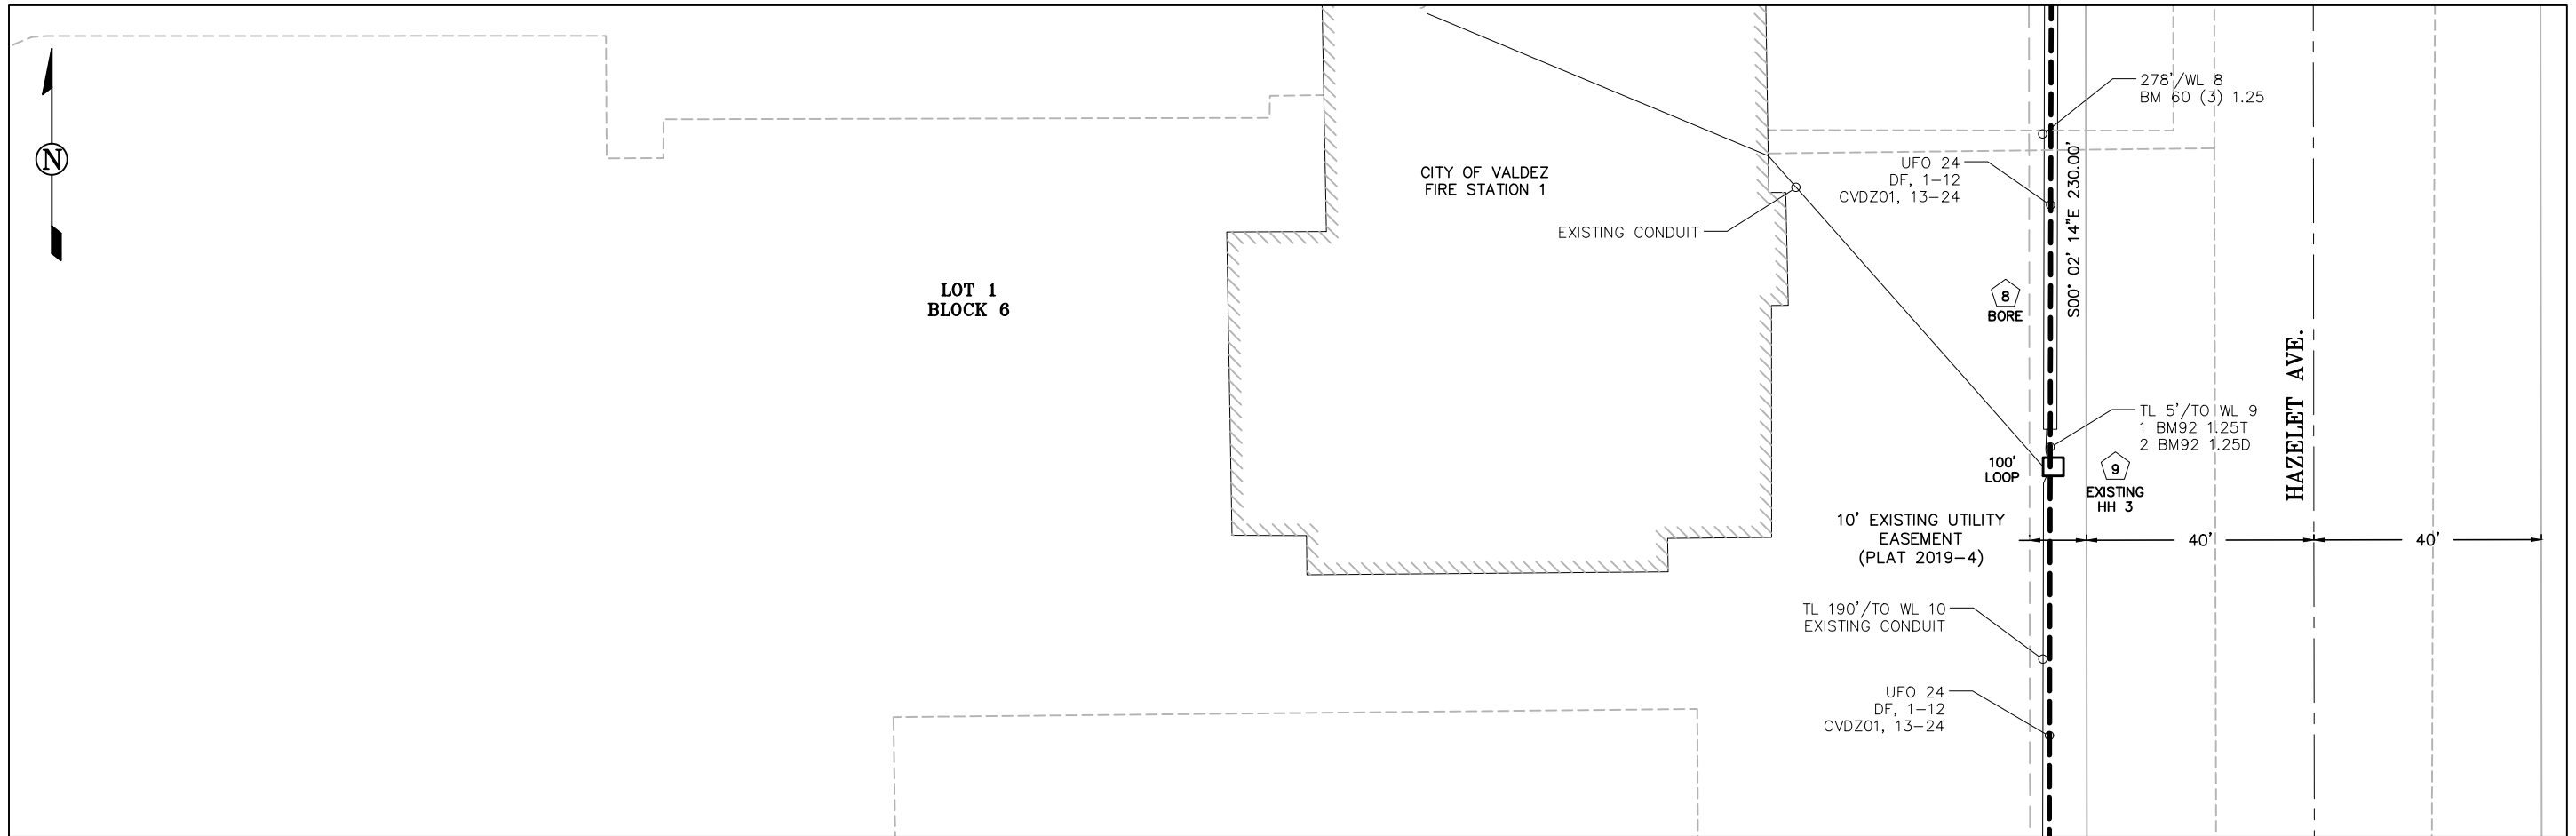 N
278'/WL 8
BM 60 (3) 1.25
CITY OF VALDEZ
FIRE STATION 1
UFO 24
DF, 1-12
CVDZ01, 13-24
S00° 02' 14"E 230.00'
EXISTING CONDUIT
LOT 1
BLOCK 6
8
BORE
HAZELET AVE.
TL 5'/TO WL 9
1 BM92 1.25T
2 BM92 1.25D
100'
LOOP
9
EXISTING
HH 3
10' EXISTING UTILITY
EASEMENT
(PLAT 2019-4)
40'
40'
TL 190'/TO WL 10
EXISTING CONDUIT
UFO 24
DF, 1-12
CVDZ01, 13-24